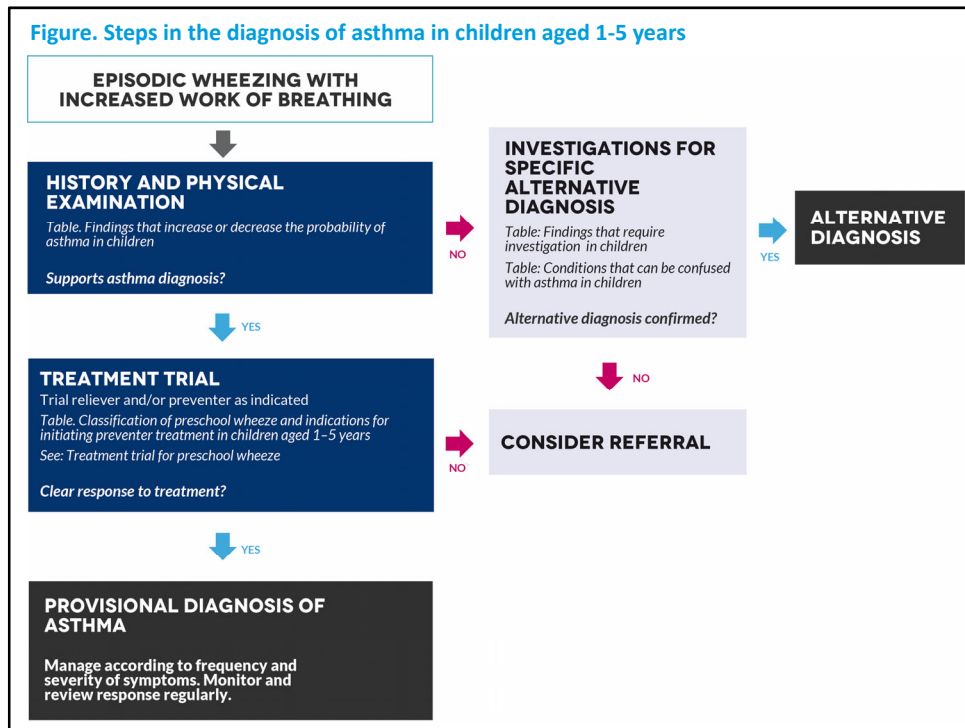 Figure. Steps in the diagnosis of asthma in children aged 1-5 years
EPISODIC WHEEZING WITH
INCREASED WORK OF BREATHING
HISTORY AND PHYSICAL
EXAMINATION
Table. Findings that increase or decrease the probability of
asthma in children
Supports asthma diagnosis?
NO
INVESTIGATIONS FOR
SPECIFIC
ALTERNATIVE
DIAGNOSIS
Table: Findings that require
investigation in children
Table: Conditions that can be confused
with asthma in children
Alternative diagnosis confirmed?
YES
ALTERNATIVE
DIAGNOSIS
YES
NO
TREATMENT TRIAL
Trial reliever and/or preventer as indicated
Table. Classification of preschool wheeze and indications for
initiating preventer treatment in children aged 1–5 years
See: Treatment trial for preschool wheeze
Clear response to treatment?
NO
CONSIDER REFERRAL
YES
PROVISIONAL DIAGNOSIS OF
ASTHMA
Manage according to frequency and
severity of symptoms. Monitor and
review response regularly.